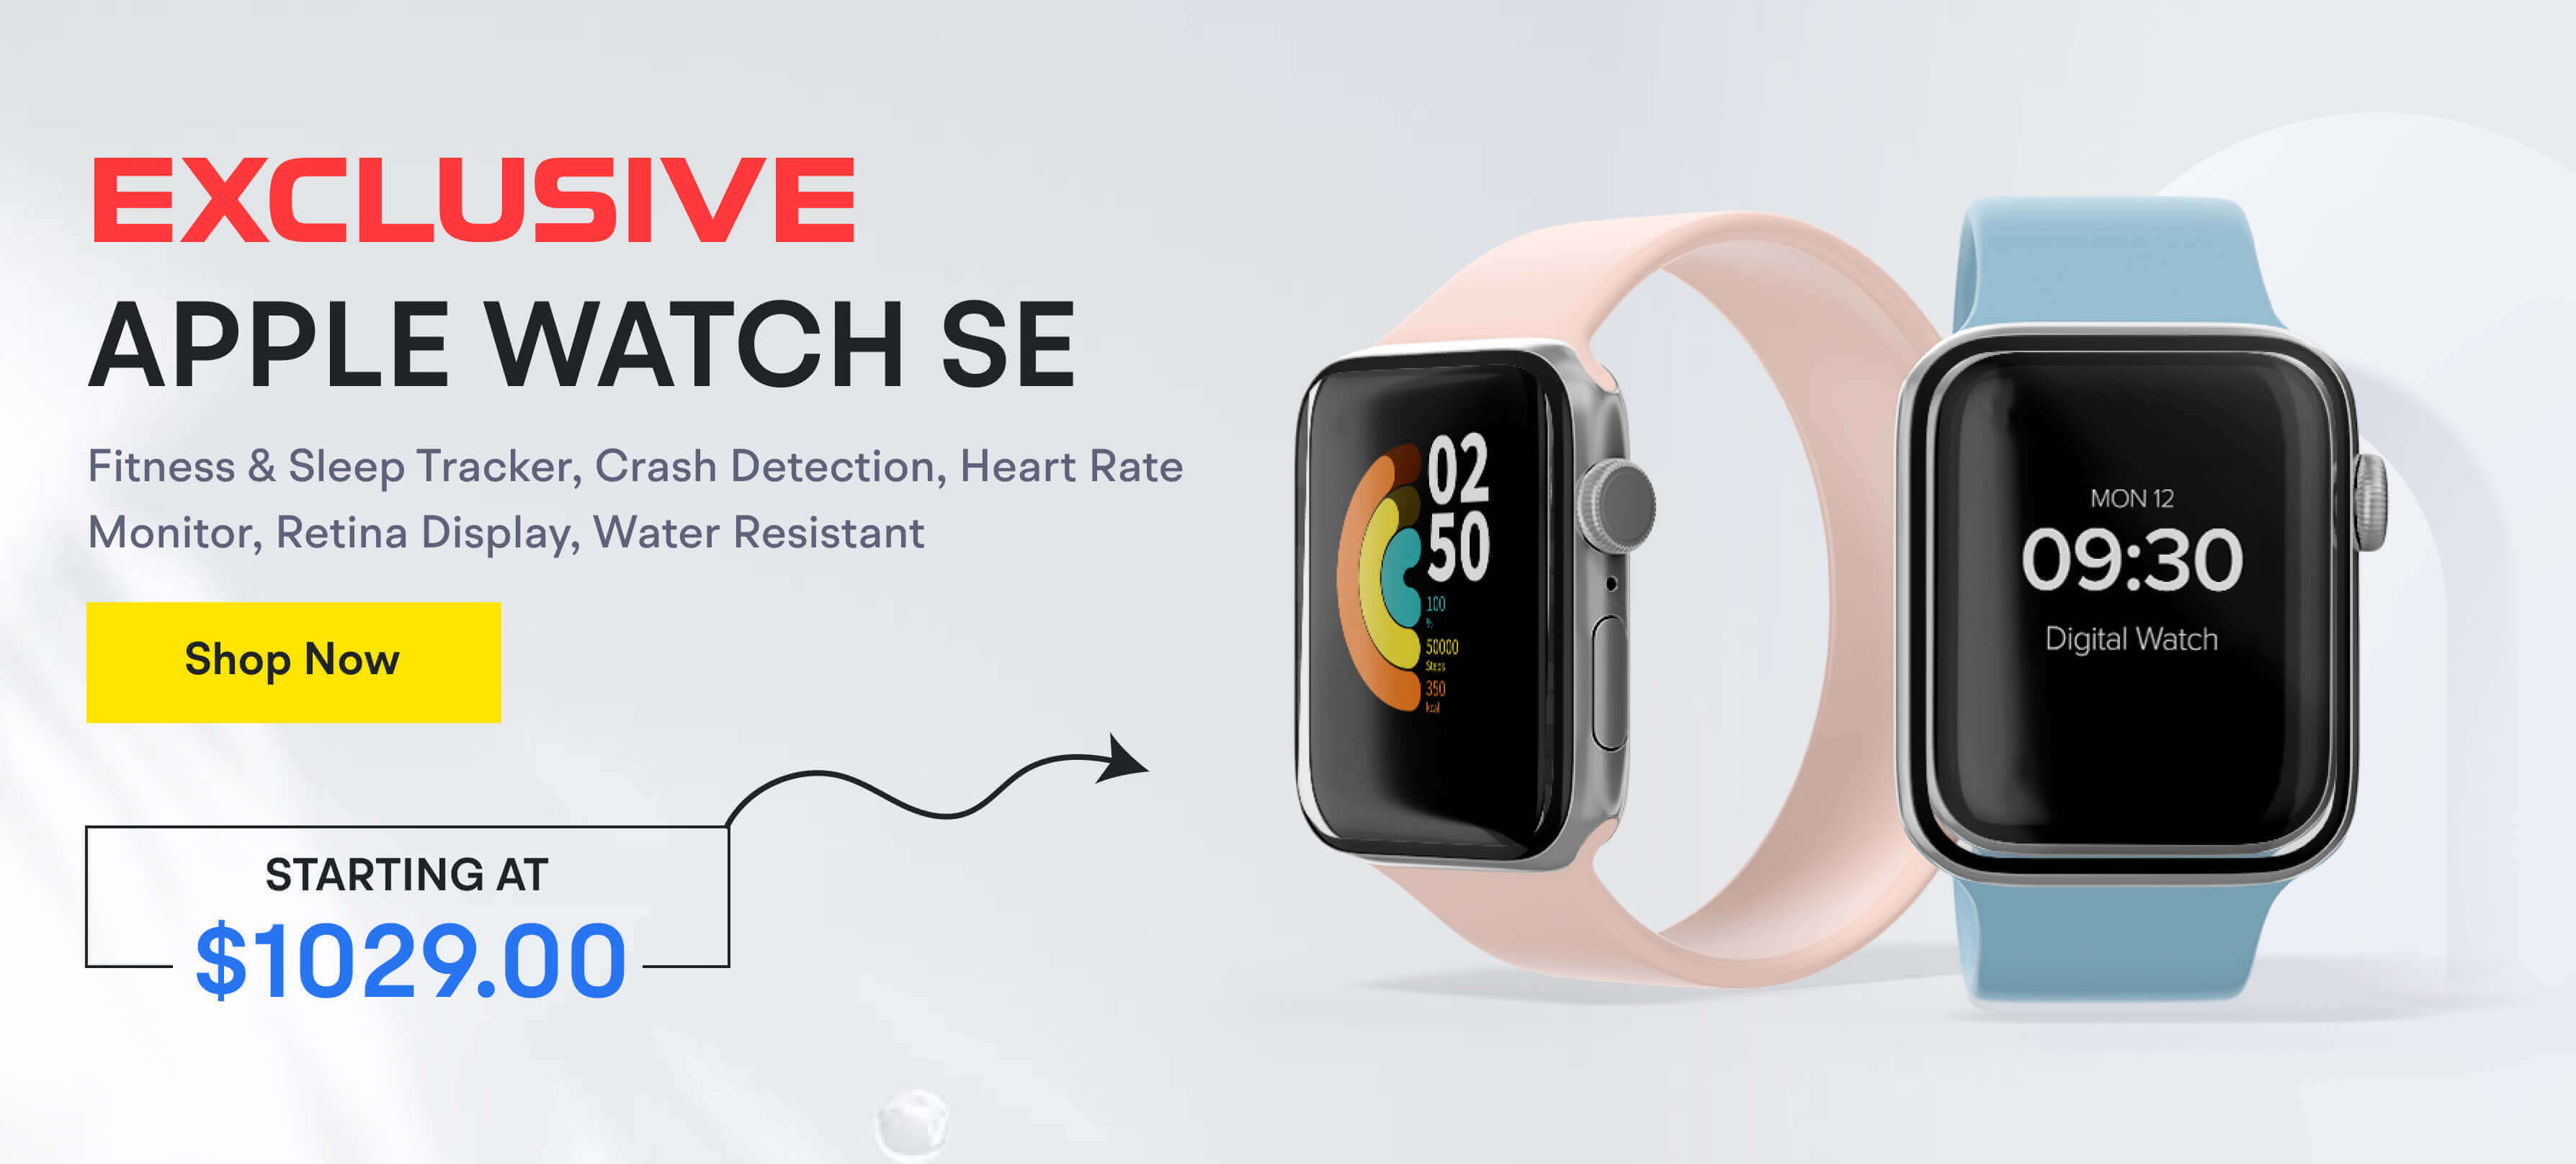 EXCLUSIVE
APPLE WATCH SE
Fitness & Sleep Tracker, Crash Detection, Heart Rate
Monitor, Retina Display, Water Resistant
Shop Now
STARTING AT
$1029.00
02
50
100
%
50000
Steps
350
kcal
MON 12
09:30
Digital Watch